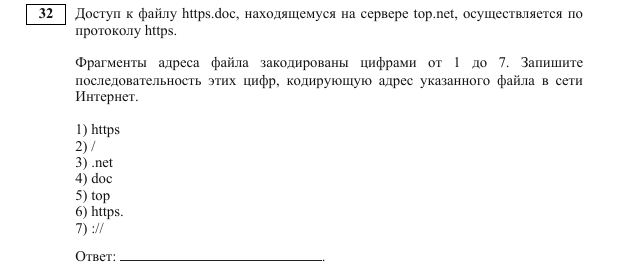 32
Доступ к файлу https.doc, находящемуся на сервере top.net, осуществляется по
протоколу https.
Фрагменты адреса файла закодированы цифрами от 1 до 7. Запишите
последовательность этих цифр, кодирующую адрес указанного файла в сети
Интернет.
1) https
2) /
3) .net
4) doc
5) top
6) https.
7) ://
Ответ: .